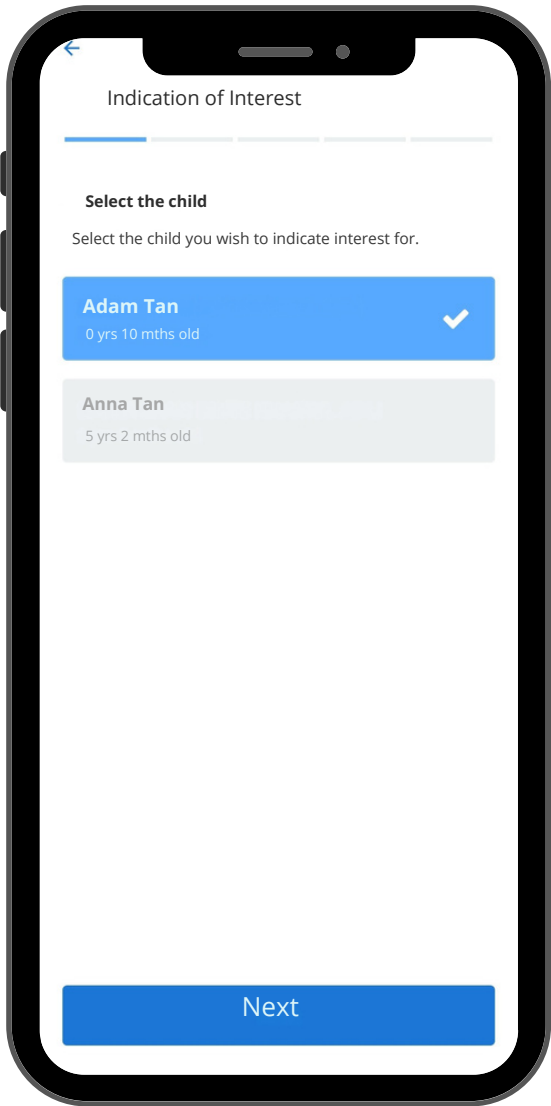 Indication of Interest
Select the child
Select the child you wish to indicate interest for.
Adam Tan
0 yrs 10 mths old
Anna Tan
5 yrs 2 mths old
Next